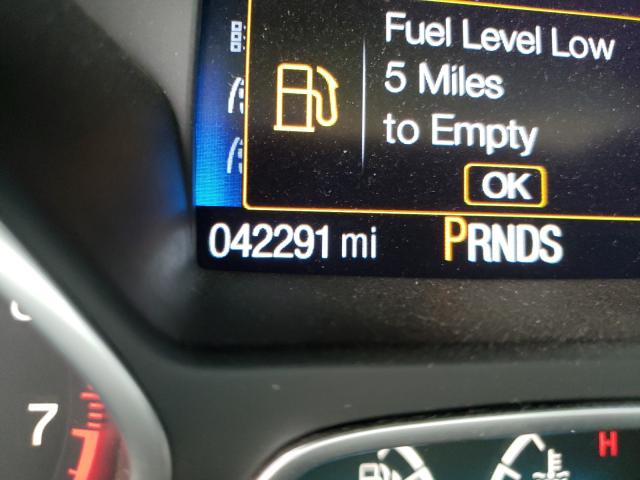 Fuel Level Low
5 Miles
to Empty
OK
042291 mi PRNDS
7
H